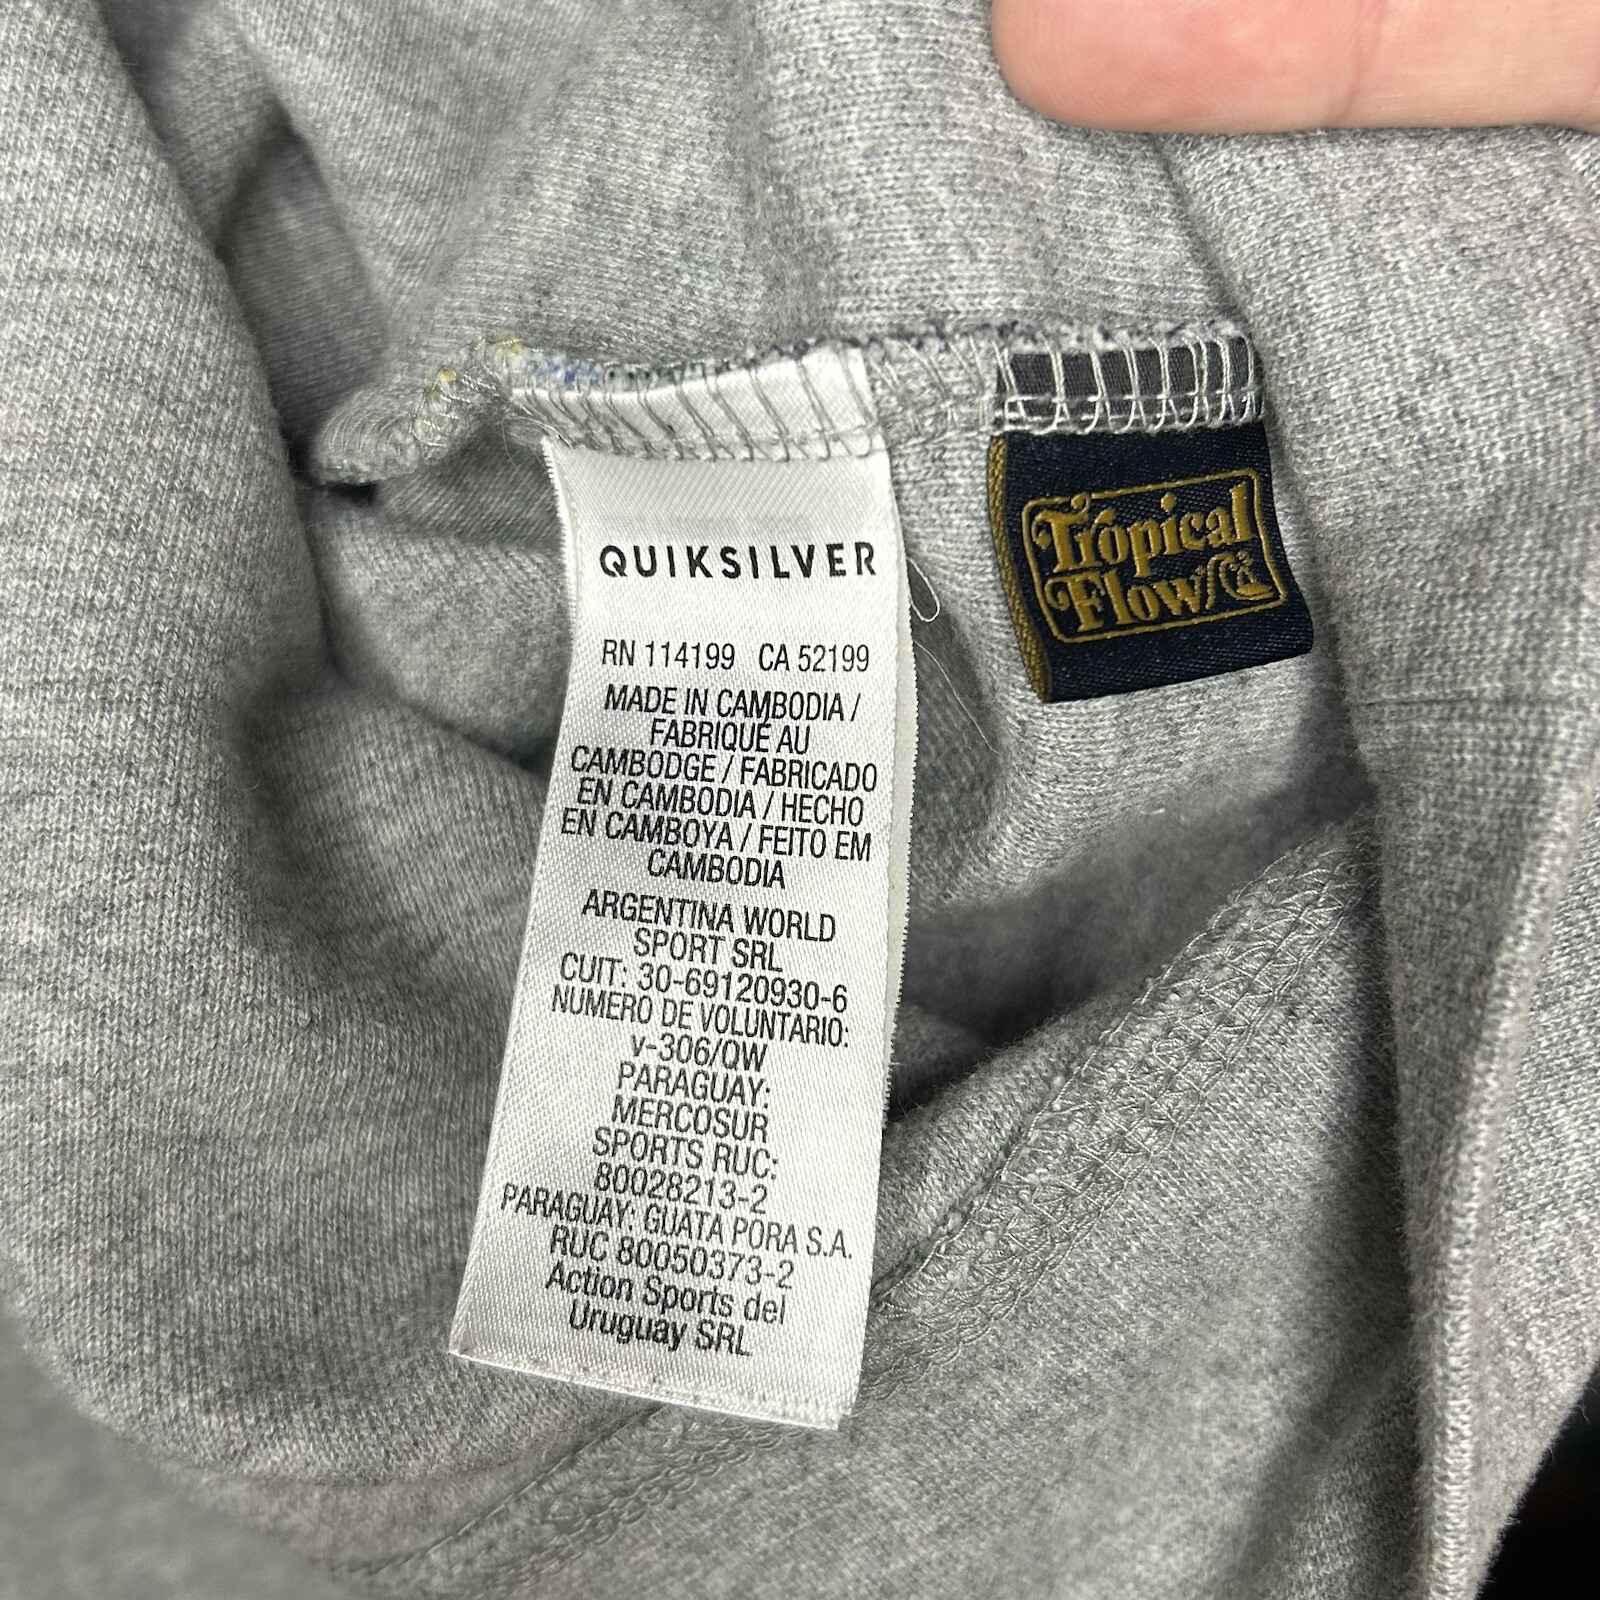 QUIKSILVER
RN 114199 CA 52199
MADE IN CAMBODIA /
FABRIQUÉ AU
CAMBODGE / FABRICADO
EN CAMBODIA / HECHO
EN CAMBOYA / FEITO EM
CAMBODIA
ARGENTINA WORLD
SPORT SRL
CUIT: 30-69120930-6
NUMERO DE VOLUNTARIO:
v-306/QW
PARAGUAY:
MERCOSUR
SPORTS RUC:
80028213-2
PARAGUAY: GUATA PORA S.A.
RUC 80050373-2
Action Sports del
Uruguay SRL
Tropical
Flow/Ca